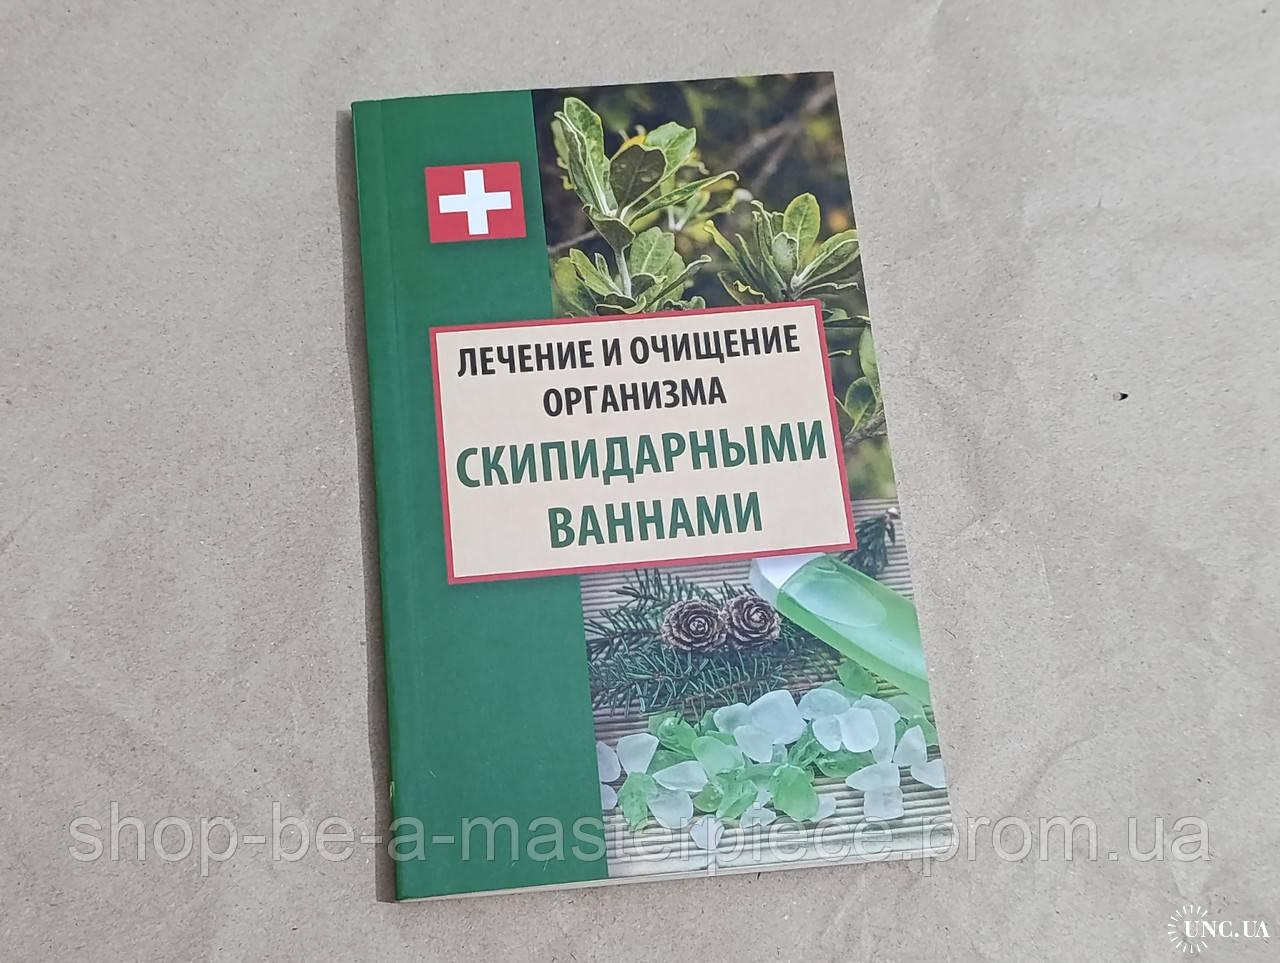 ЛЕЧЕНИЕ И ОЧИЩЕНИЕ
ОРГАНИЗМА
СКИПИДАРНЫМИ
ВАННАМИ
shop-be-a-masterpiece.prom.ua
UNC.UA